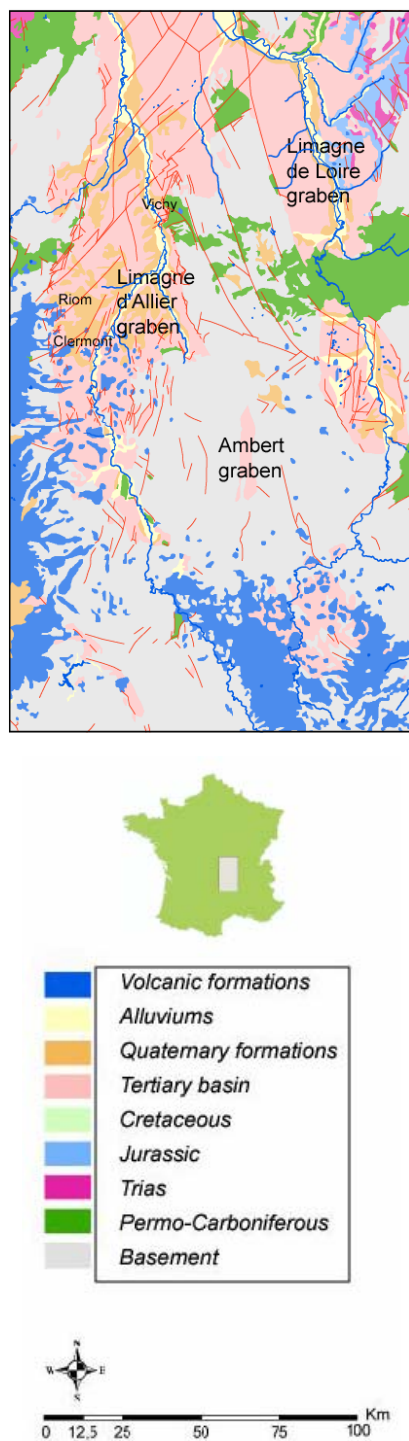 Limagne
de Loire
graben
Vichy
Limagne
d'Allier
graben
Riom
Clermont
Ambert
graben
Volcanic formations
Alluviums
Quaternary formations
Tertiary basin
Cretaceous
Jurassic
Trias
Permo-Carboniferous
Basement
N
W E
S
Km
0 12,5 25 50 75 100